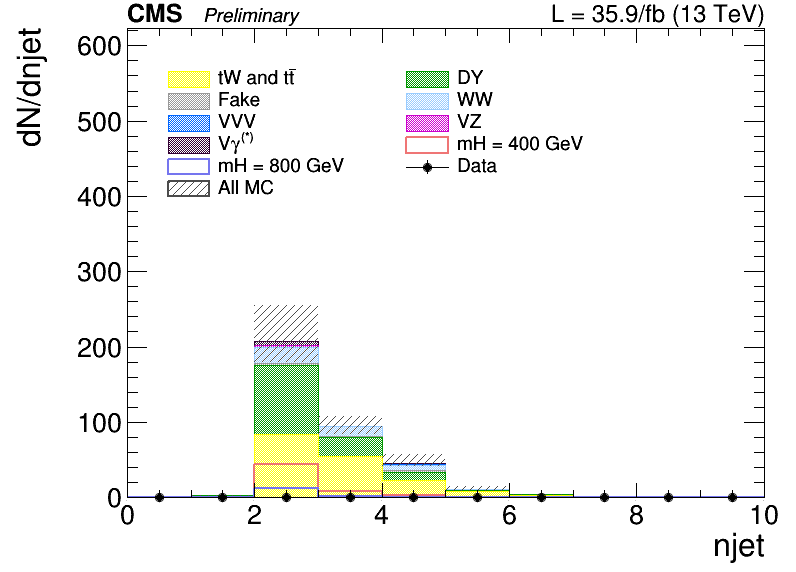 CMS Preliminary L = 35.9/fb (13 TeV)
dN/dnjet
600
500
400
300
200
100
0
tW and tt̄ DY
Fake WW
VVV VZ
Vγ(*) mH = 400 GeV
mH = 800 GeV Data
All MC
0 2 4 6 8 10
njet